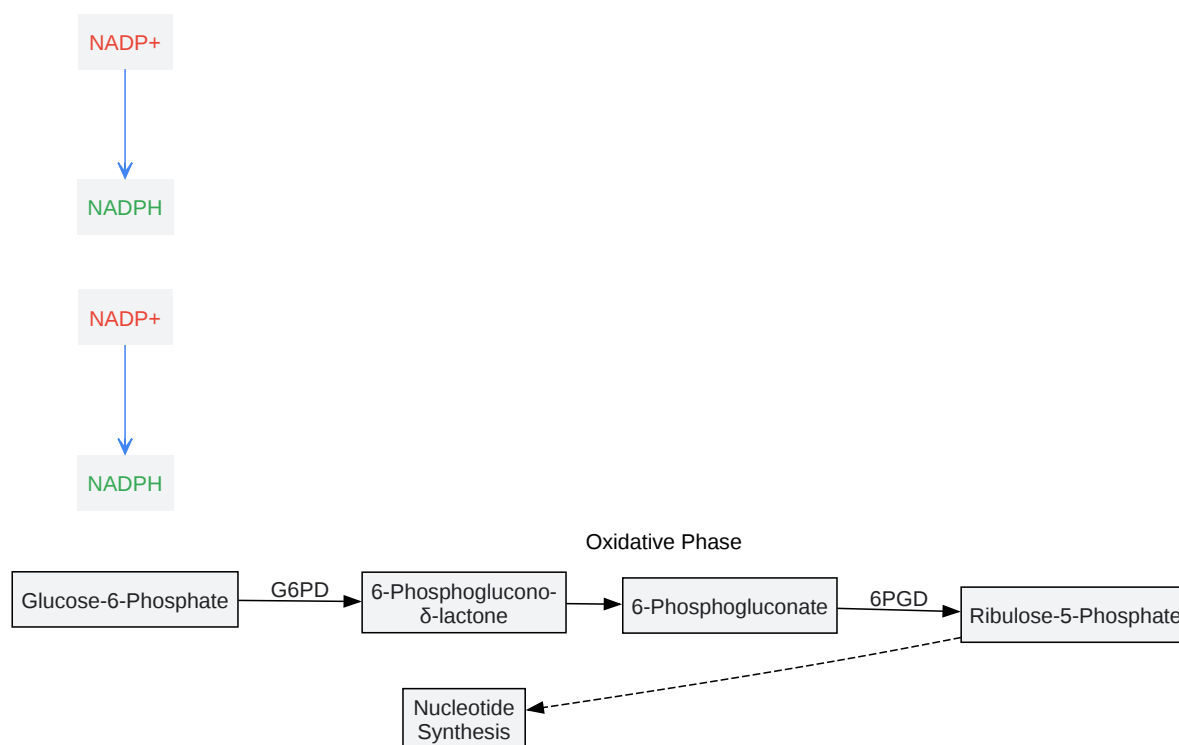 NADP+
NADPH
NADP+
NADPH
Oxidative Phase
Glucose-6-Phosphate
G6PD
6-Phosphoglucono-
δ-lactone
6-Phosphogluconate
6PGD
Ribulose-5-Phosphate
Nucleotide
Synthesis